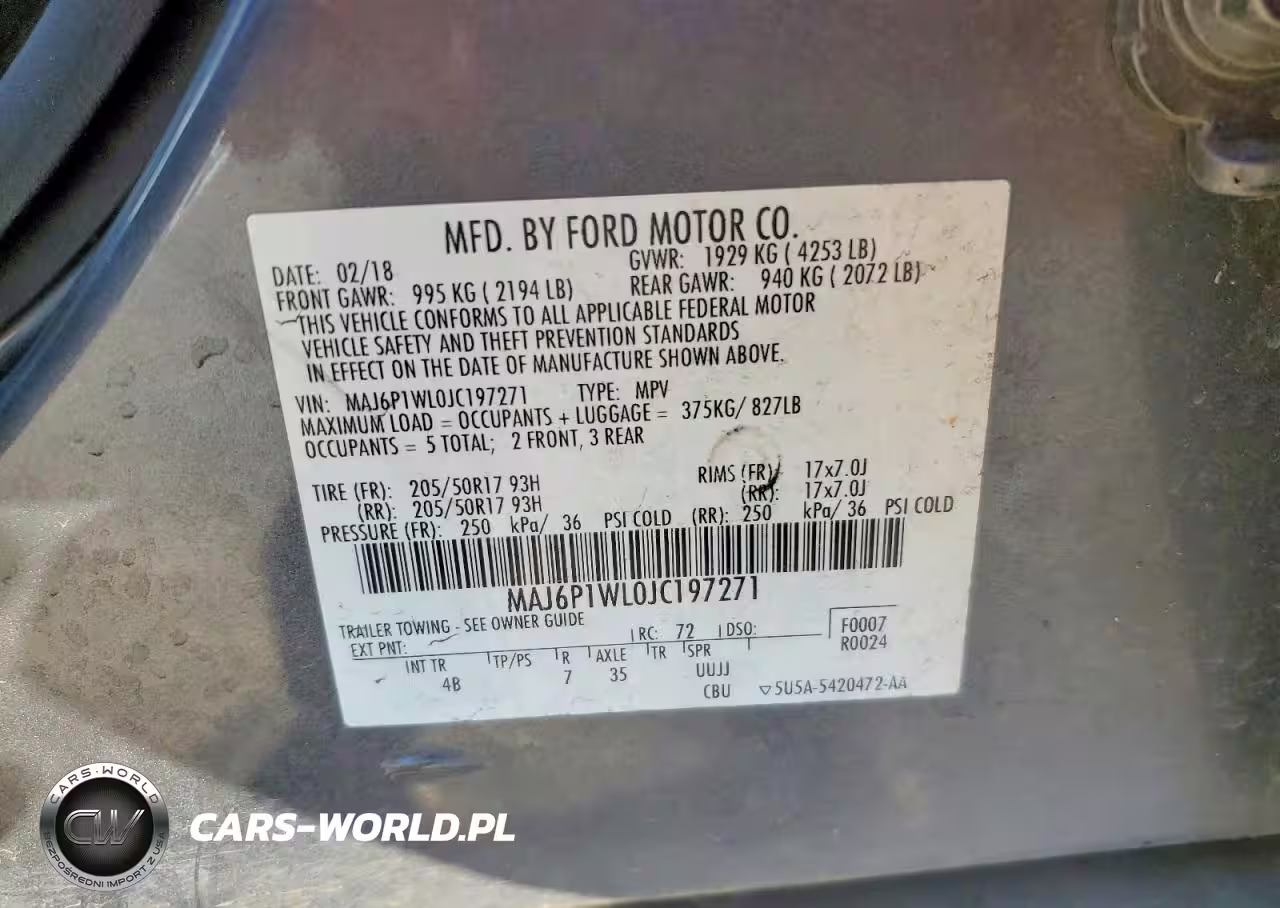 MFD. BY FORD MOTOR CO.
DATE: 02/18 GVWR: 1929 KG ( 4253 LB)
FRONT GAWR: 995 KG ( 2194 LB) REAR GAWR: 940 KG ( 2072 LB)
THIS VEHICLE CONFORMS TO ALL APPLICABLE FEDERAL MOTOR
VEHICLE SAFETY AND THEFT PREVENTION STANDARDS
IN EFFECT ON THE DATE OF MANUFACTURE SHOWN ABOVE.
VIN: MAJ6P1WL0JC197271 TYPE: MPV
MAXIMUM LOAD = OCCUPANTS + LUGGAGE = 375KG/ 827LB
OCCUPANTS = 5 TOTAL; 2 FRONT, 3 REAR
TIRE (FR): 205/50R17 93H RIMS (FR): 17x7.0J
(RR): 205/50R17 93H (RR): 17x7.0J
PRESSURE (FR): 250 kPa/ 36 PSI COLD (RR): 250 kPa/ 36 PSI COLD
MAJ6P1WL0JC197271
TRAILER TOWING - SEE OWNER GUIDE
EXT PNT: RC: 72 DSO: F0007
R0024
INT TR TP/PS R AXLE TR SPR
4B 7 35 UUJJ
CBU ▽5U5A-5420472-AA
CARS-WORLD
CW
BEZPOŚREDNI IMPORT Z USA
CARS-WORLD.PL